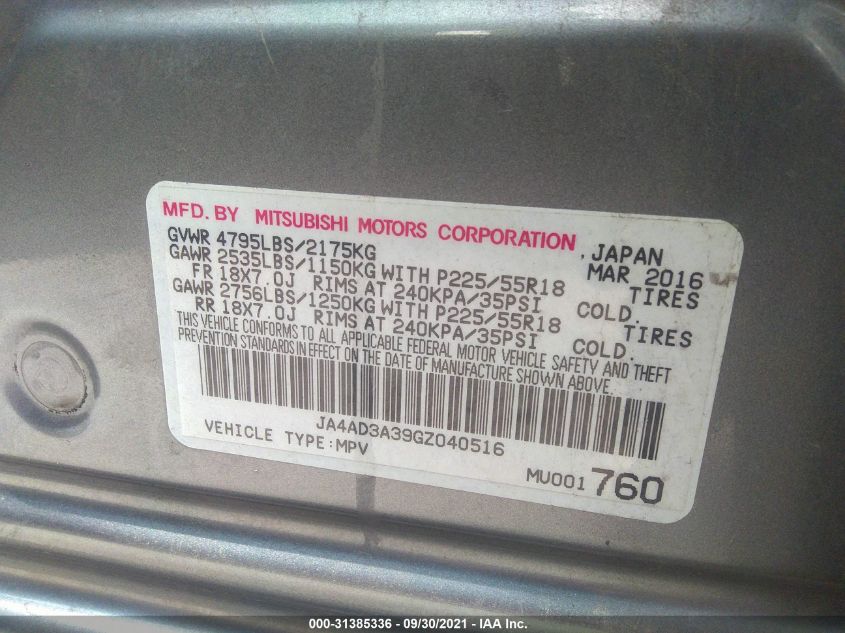 MFD. BY MITSUBISHI MOTORS CORPORATION, JAPAN
GVWR 4795LBS/2175KG MAR 2016
GAWR 2535LBS/1150KG WITH P225/55R18 TIRES
FR 18X7.0J RIMS AT 240KPA/35PSI COLD.
GAWR 2756LBS/1250KG WITH P225/55R18 TIRES
RR 18X7.0J RIMS AT 240KPA/35PSI COLD.
THIS VEHICLE CONFORMS TO ALL APPLICABLE FEDERAL MOTOR VEHICLE SAFETY AND THEFT
PREVENTION STANDARDS IN EFFECT ON THE DATE OF MANUFACTURE SHOWN ABOVE.
JA4AD3A39GZ040516
VEHICLE TYPE:MPV
MU001760
000-31385336 - 09/30/2021 - IAA Inc.